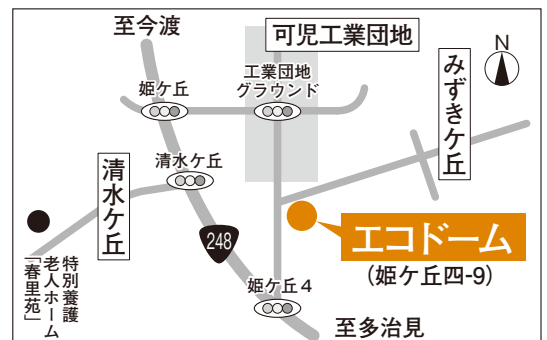 至今渡
可児工業団地
N
工業団地
グラウンド
姫ケ丘
みずきケ丘
清水ケ丘
清水ケ丘
248
エコドーム
(姫ケ丘四-9)
特別養護
老人ホーム
「春里苑」
姫ケ丘4
至多治見